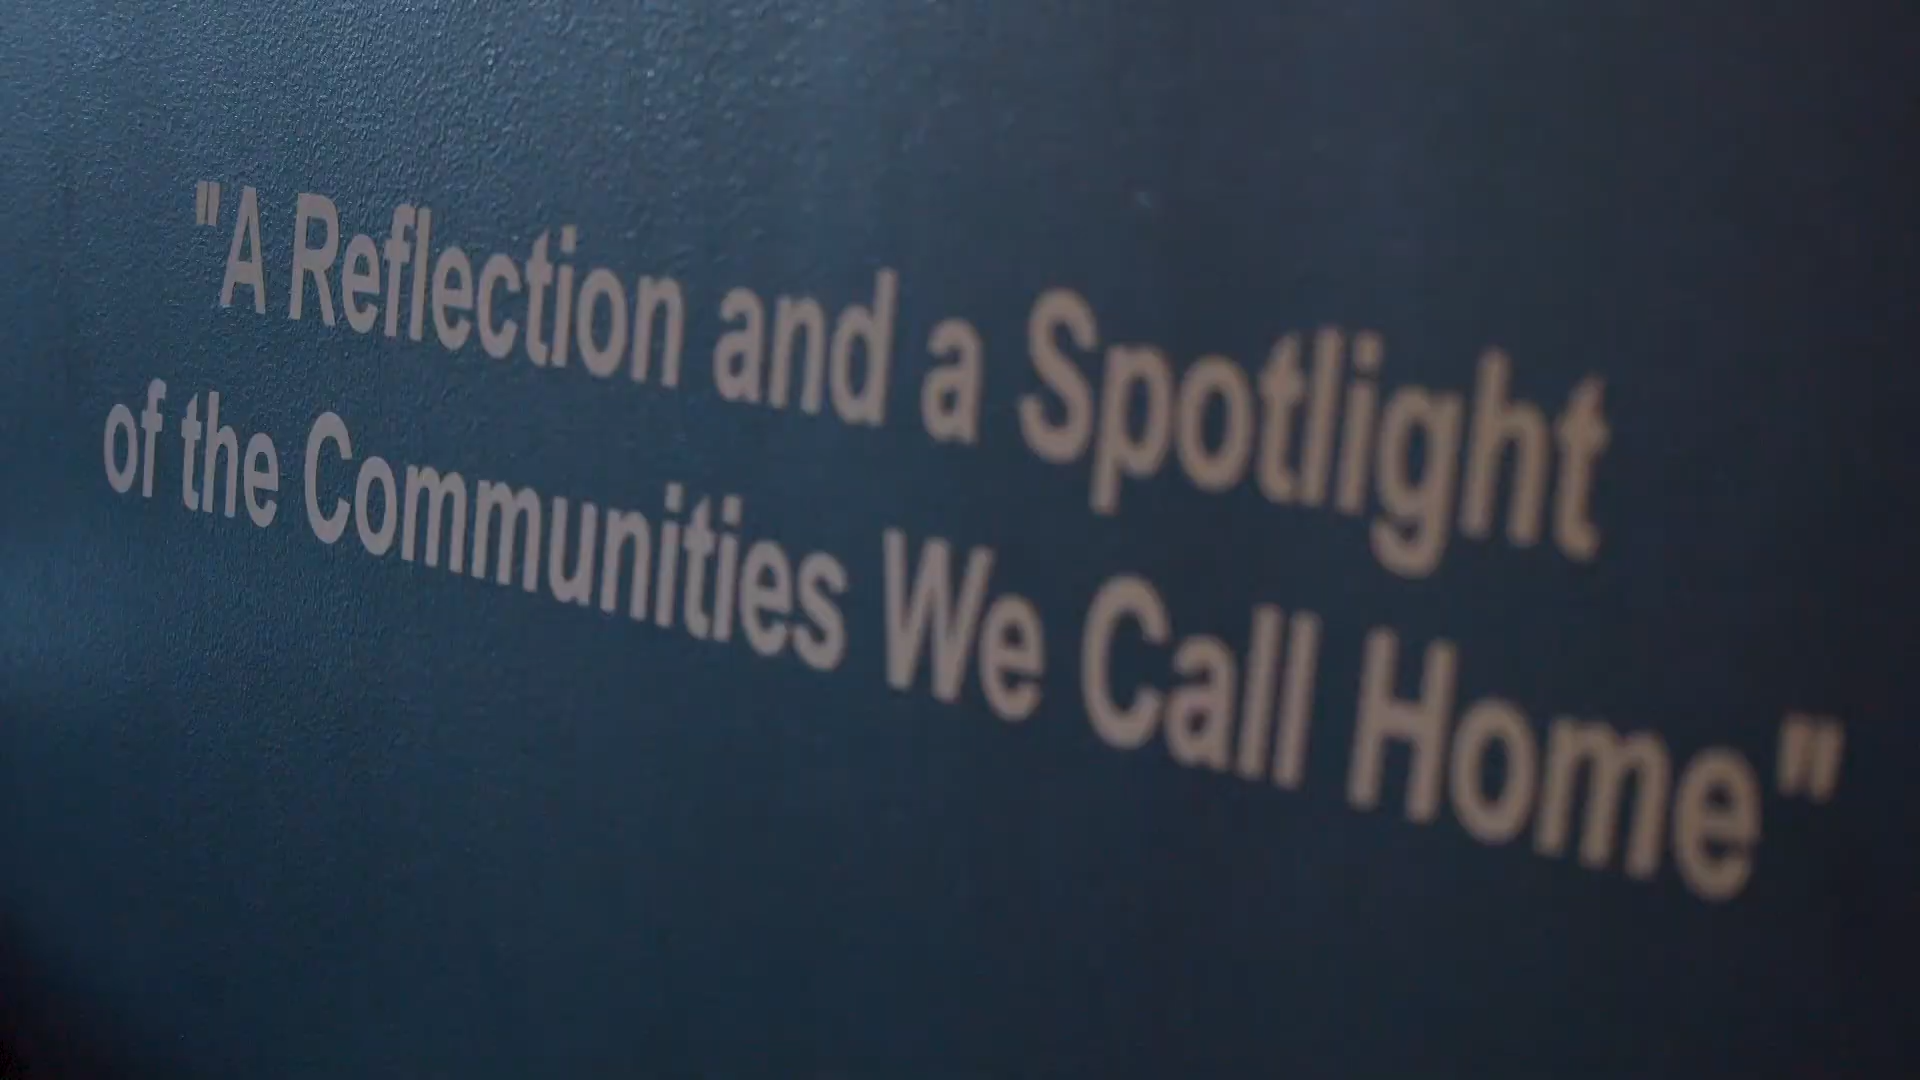 "A Reflection and a Spotlight
of the Communities We Call Home"